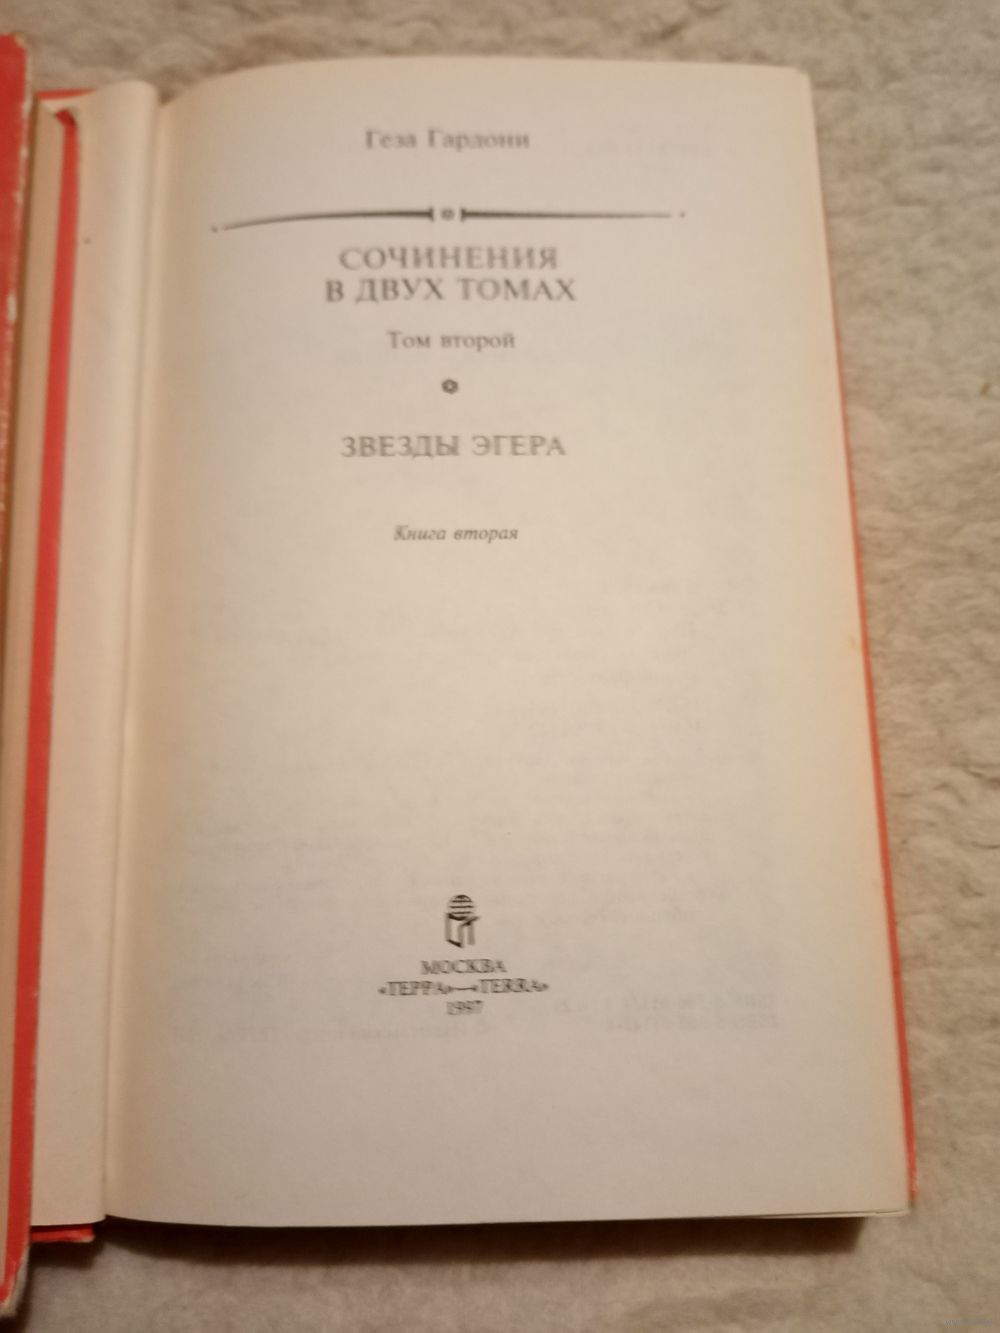 Геза Гардони
СОЧИНЕНИЯ
В ДВУХ ТОМАХ
Том второй
ЗВЕЗДЫ ЭГЕРА
Книга вторая
МОСКВА
«ТЕРРА»—«TERRA»
1997